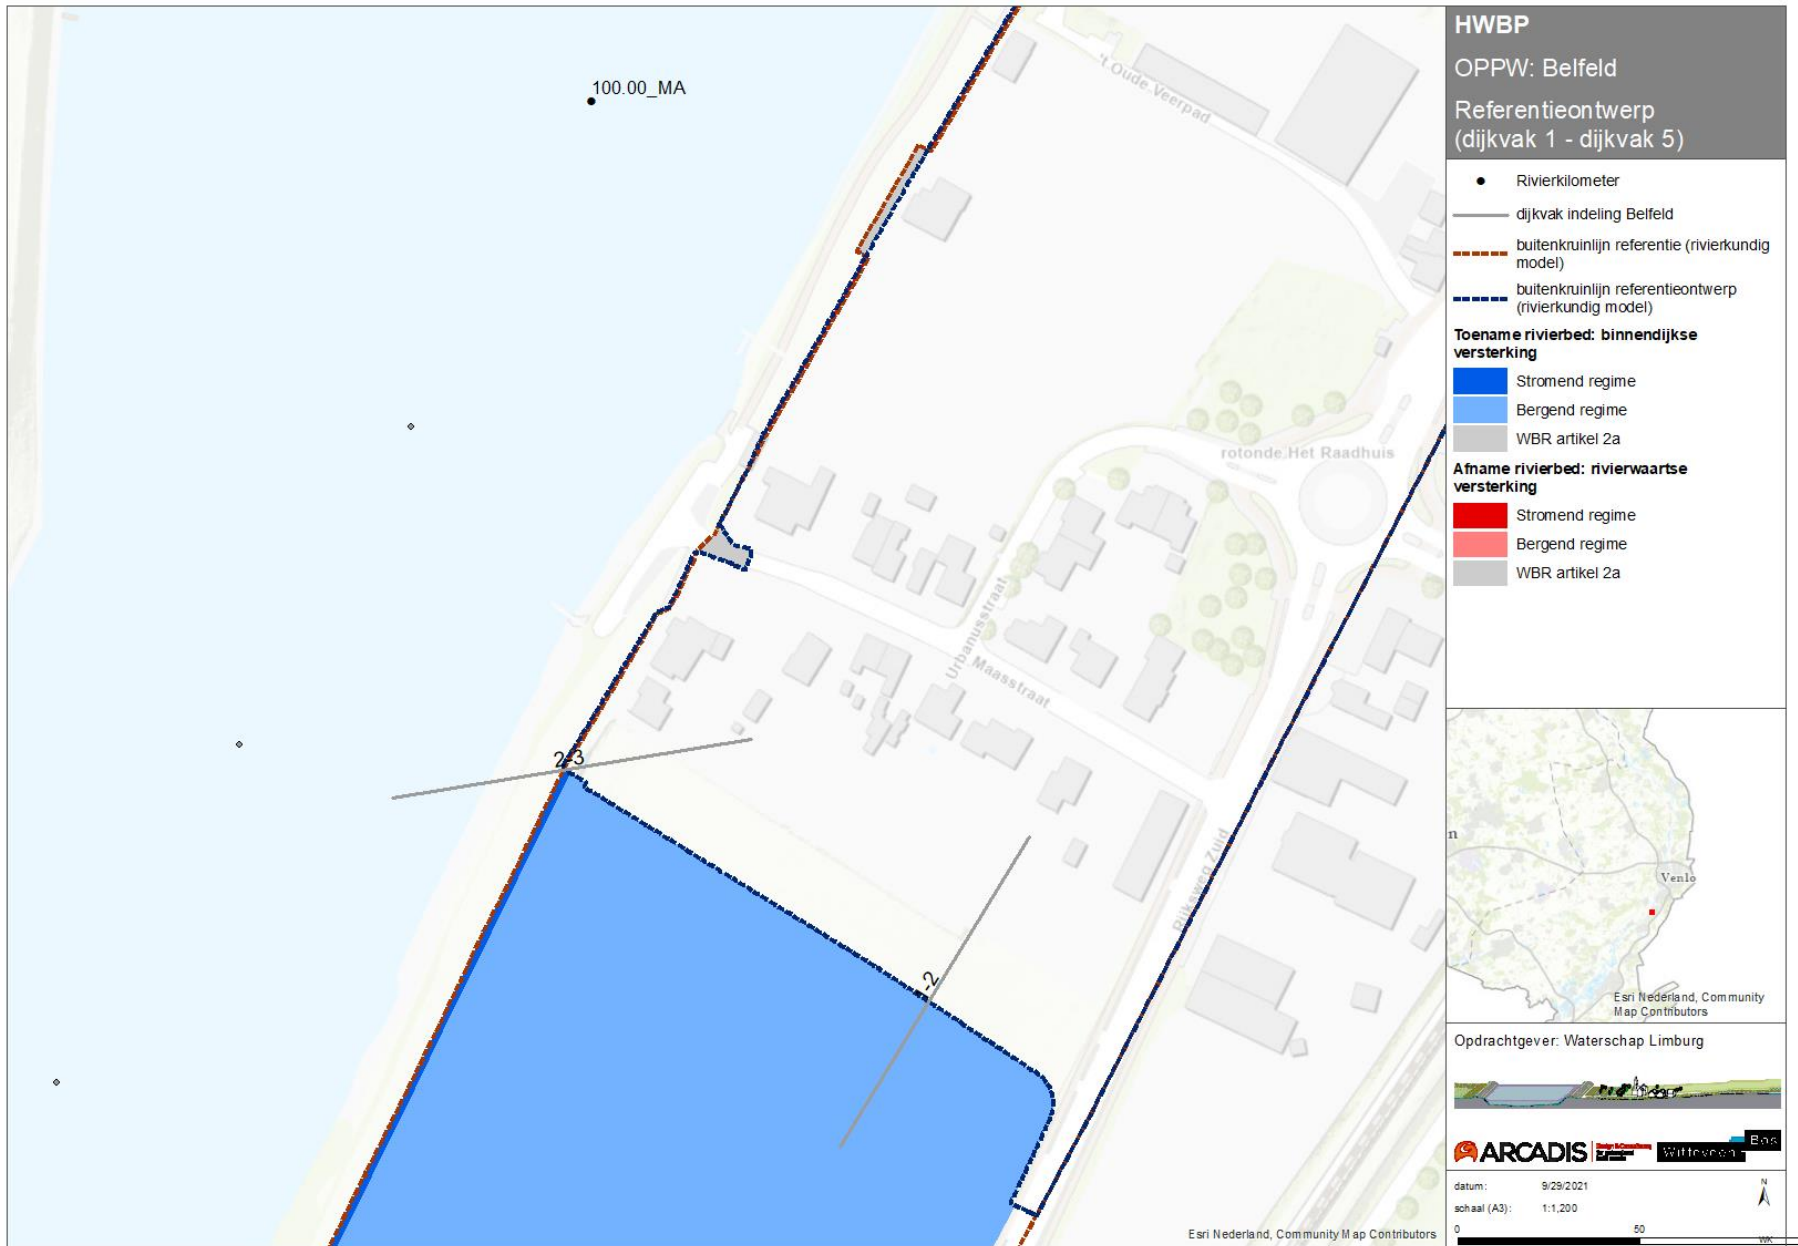 100.00_MA
't Oude Veerpad
rotonde Het Raadhuis
Urbanusstraat
Maasstraat
2-3
-2
Rijksweg Zuid
Esri Nederland, Community Map Contributors
HWBP
OPPW: Belfeld
Referentieontwerp
(dijkvak 1 - dijkvak 5)
Rivierkilometer
dijkvak indeling Belfeld
buitenkruinlijn referentie (rivierkundig
model)
buitenkruinlijn referentieontwerp
(rivierkundig model)
Toename rivierbed: binnendijkse
versterking
Stromend regime
Bergend regime
WBR artikel 2a
Afname rivierbed: rivierwaartse
versterking
Stromend regime
Bergend regime
WBR artikel 2a
n
Venlo
Esri Nederland, Community
Map Contributors
Opdrachtgever: Waterschap Limburg
ARCADIS
Witteveen
Bos
datum: 9/29/2021
schaal (A3): 1:1,200
N
0 50
WK